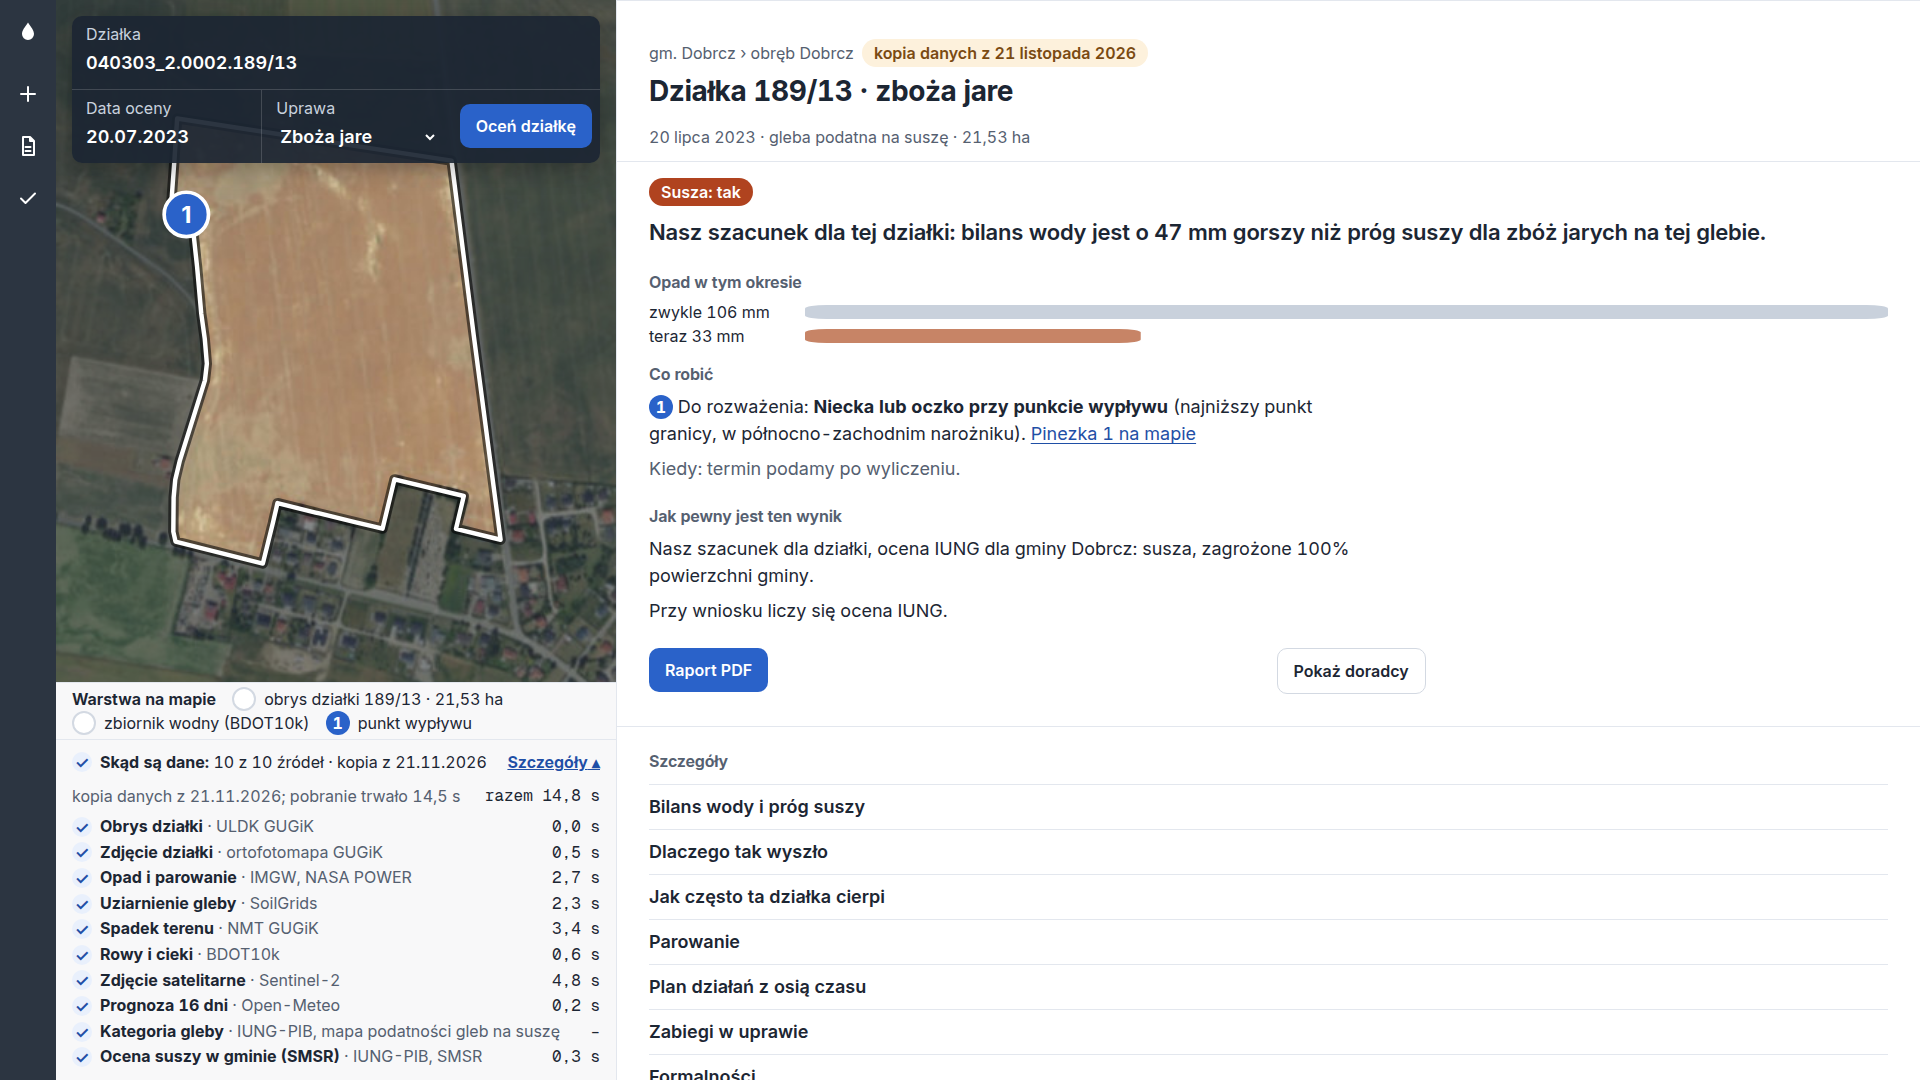 Działka
040303_2.0002.189/13
Data oceny
20.07.2023
Uprawa
Zboża jare
Oceń działkę
1
Warstwa na mapie
obrys działki 189/13 · 21,53 ha
zbiornik wodny (BDOT10k)
1 punkt wypływu
Skąd są dane: 10 z 10 źródeł · kopia z 21.11.2026 Szczegóły ▴
kopia danych z 21.11.2026; pobranie trwało 14,5 s razem 14,8 s
Obrys działki · ULDK GUGiK 0,0 s
Zdjęcie działki · ortofotomapa GUGiK 0,5 s
Opad i parowanie · IMGW, NASA POWER 2,7 s
Uziarnienie gleby · SoilGrids 2,3 s
Spadek terenu · NMT GUGiK 3,4 s
Rowy i cieki · BDOT10k 0,6 s
Zdjęcie satelitarne · Sentinel-2 4,8 s
Prognoza 16 dni · Open-Meteo 0,2 s
Kategoria gleby · IUNG-PIB, mapa podatności gleb na suszę –
Ocena suszy w gminie (SMSR) · IUNG-PIB, SMSR 0,3 s
gm. Dobrcz › obręb Dobrcz kopia danych z 21 listopada 2026
Działka 189/13 · zboża jare
20 lipca 2023 · gleba podatna na suszę · 21,53 ha
Susza: tak
Nasz szacunek dla tej działki: bilans wody jest o 47 mm gorszy niż próg suszy dla zbóż jarych na tej glebie.
Opad w tym okresie
zwykle 106 mm
teraz 33 mm
Co robić
1 Do rozważenia: Niecka lub oczko przy punkcie wypływu (najniższy punkt
granicy, w północno-zachodnim narożniku). Pinezka 1 na mapie
Kiedy: termin podamy po wyliczeniu.
Jak pewny jest ten wynik
Nasz szacunek dla działki, ocena IUNG dla gminy Dobrcz: susza, zagrożone 100%
powierzchni gminy.
Przy wniosku liczy się ocena IUNG.
Raport PDF
Pokaż doradcy
Szczegóły
Bilans wody i próg suszy
Dlaczego tak wyszło
Jak często ta działka cierpi
Parowanie
Plan działań z osią czasu
Zabiegi w uprawie
Formalności